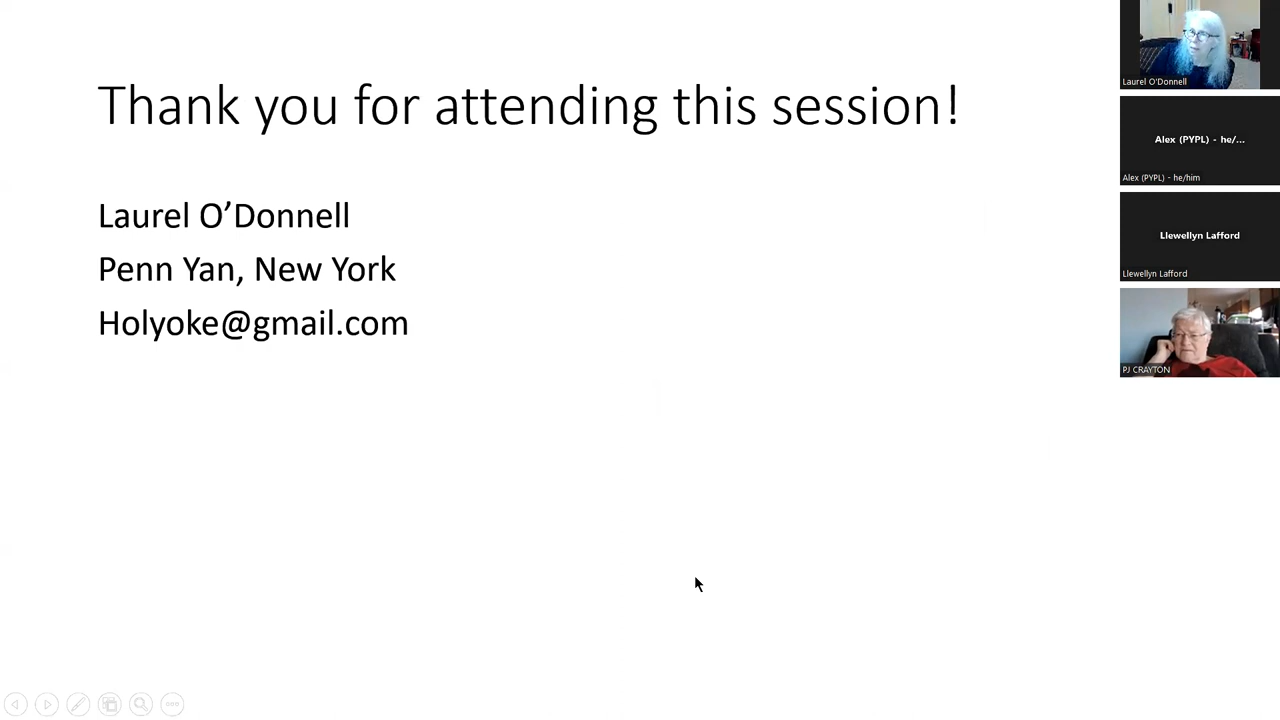 Thank you for attending this session!
Laurel O’Donnell
Penn Yan, New York
Holyoke@gmail.com
Laurel O'Donnell
Alex (PYPL) - he/...
Alex (PYPL) - he/him
Llewellyn Lafford
Llewellyn Lafford
PJ CRAYTON